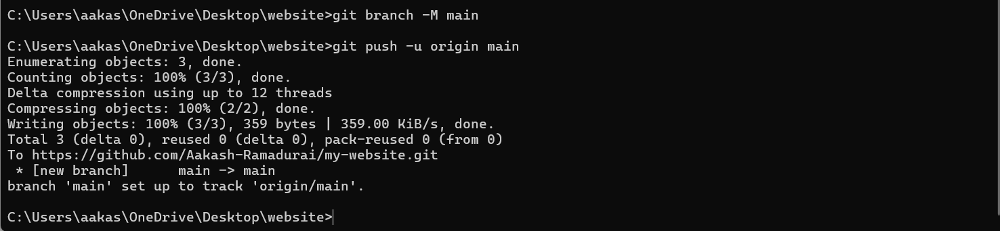 C:\Users\aakas\OneDrive\Desktop\website>git branch -M main
C:\Users\aakas\OneDrive\Desktop\website>git push -u origin main
Enumerating objects: 3, done.
Counting objects: 100% (3/3), done.
Delta compression using up to 12 threads
Compressing objects: 100% (2/2), done.
Writing objects: 100% (3/3), 359 bytes | 359.00 KiB/s, done.
Total 3 (delta 0), reused 0 (delta 0), pack-reused 0 (from 0)
To https://github.com/Aakash-Ramadurai/my-website.git
 * [new branch]      main -> main
branch 'main' set up to track 'origin/main'.
C:\Users\aakas\OneDrive\Desktop\website>